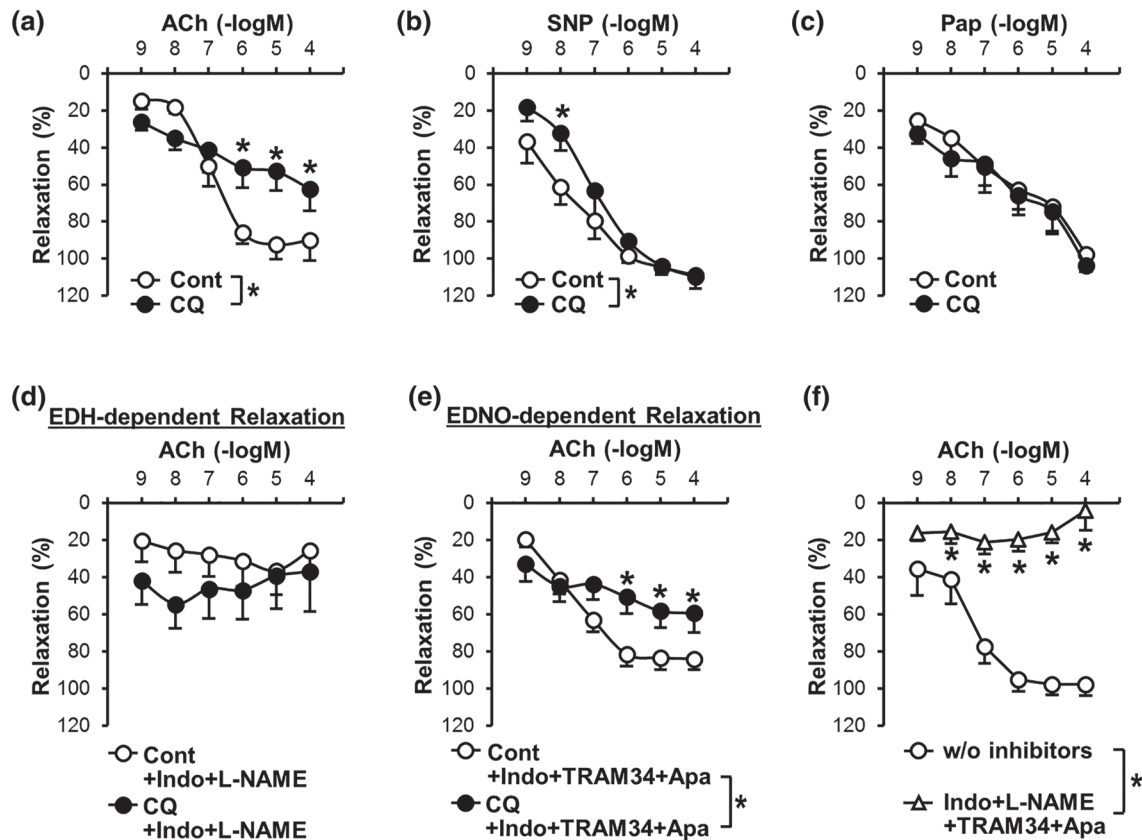 (a)
ACh (-logM)
9 8 7 6 5 4
0
20
40
60
80
100
120
Relaxation (%)
* * *
Cont
CQ
*
(b)
SNP (-logM)
9 8 7 6 5 4
0
20
40
60
80
100
120
Relaxation (%)
*
Cont
CQ
*
(c)
Pap (-logM)
9 8 7 6 5 4
0
20
40
60
80
100
120
Relaxation (%)
Cont
CQ
(d)
EDH-dependent Relaxation
ACh (-logM)
9 8 7 6 5 4
0
20
40
60
80
100
120
Relaxation (%)
Cont
+Indo+L-NAME
CQ
+Indo+L-NAME
(e)
EDNO-dependent Relaxation
ACh (-logM)
9 8 7 6 5 4
0
20
40
60
80
100
120
Relaxation (%)
* * *
Cont
+Indo+TRAM34+Apa
CQ
+Indo+TRAM34+Apa
*
(f)
ACh (-logM)
9 8 7 6 5 4
0
20
40
60
80
100
120
Relaxation (%)
* * * * *
w/o inhibitors
Indo+L-NAME
+TRAM34+Apa
*